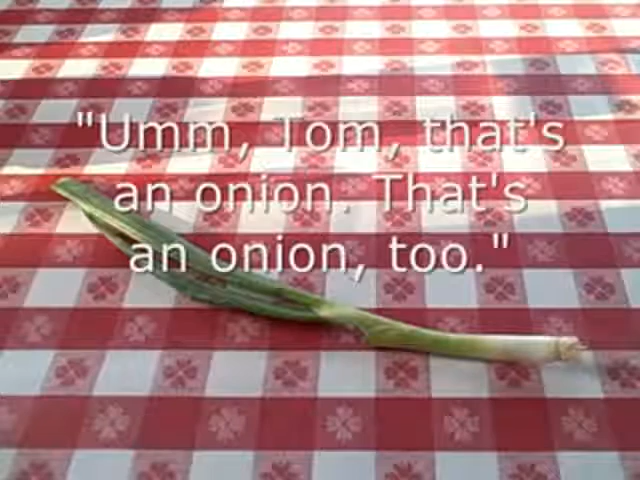 "Umm, Tom, that's
an onion. That's
an onion, too."